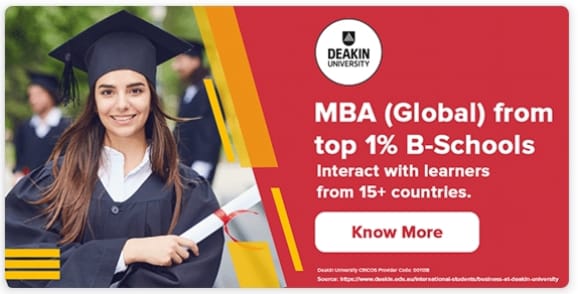 DEAKIN
UNIVERSITY
MBA (Global) from
top 1% B-Schools
Interact with learners
from 15+ countries.
Know More
Deakin University CRICOS Provider Code: 00113B
Source: https://www.deakin.edu.au/international-students/business-at-deakin-university